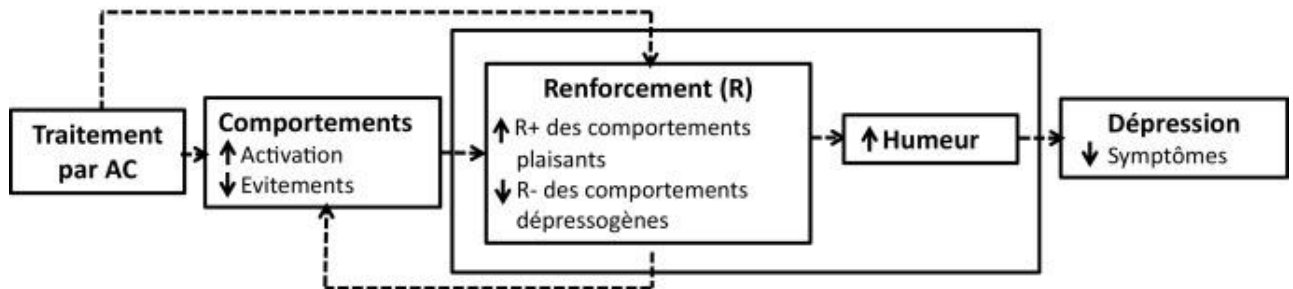 Traitement
par AC
Comportements
↑ Activation
↓ Evitements
Renforcement (R)
↑ R+ des comportements
plaisants
↓ R- des comportements
dépressogènes
↑ Humeur
Dépression
↓ Symptômes